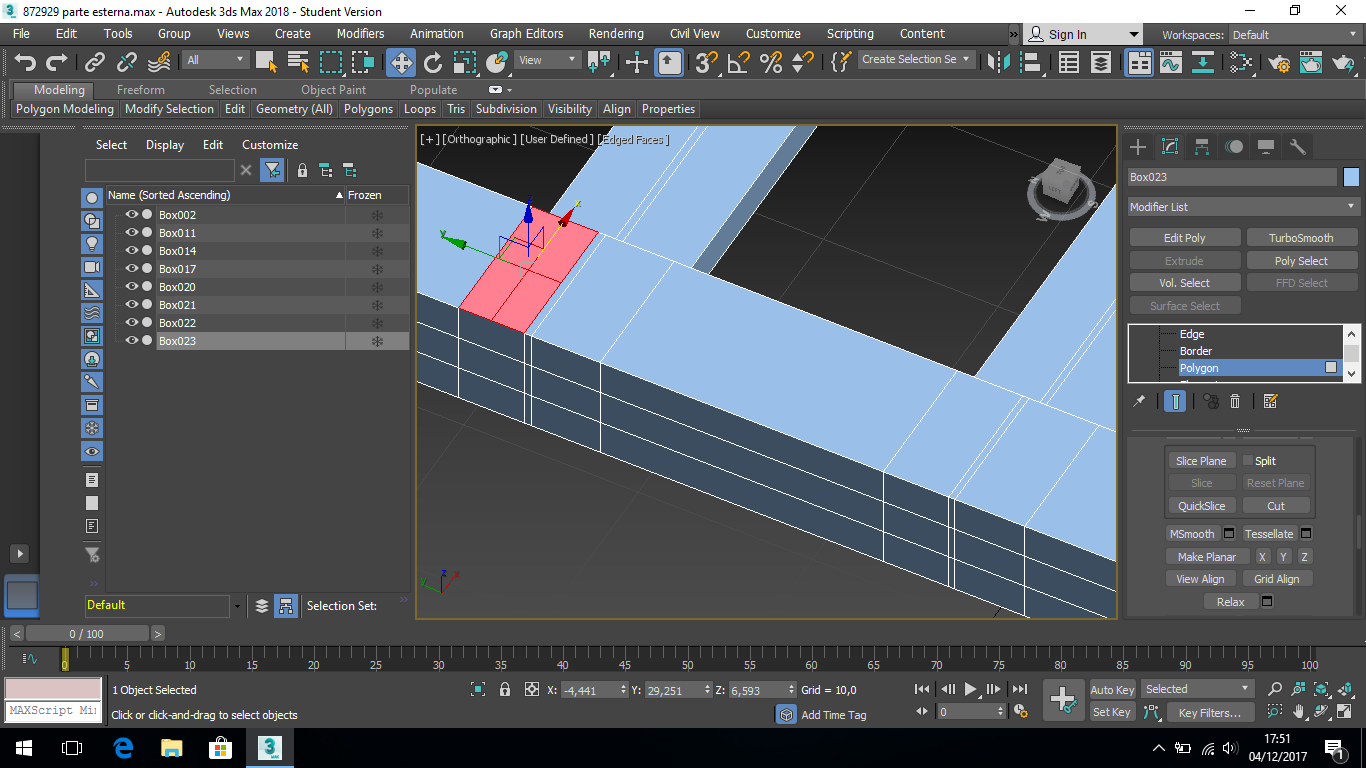 872929 parte esterna.max - Autodesk 3ds Max 2018 - Student Version
File Edit Tools Group Views Create Modifiers Animation Graph Editors Rendering Civil View Customize Scripting Content » Sign In Workspaces: Default
All View Create Selection Se
Modeling Freeform Selection Object Paint Populate
Polygon Modeling Modify Selection Edit Geometry (All) Polygons Loops Tris Subdivision Visibility Align Properties
Select Display Edit Customize
Name (Sorted Ascending) Frozen
Box002
Box011
Box014
Box017
Box020
Box021
Box022
Box023
Default Selection Set:
[+] [Orthographic] [User Defined] [Edged Faces]
x
y
W S
z
x
y
Box023
Modifier List
Edit Poly TurboSmooth
Extrude Poly Select
Vol. Select FFD Select
Surface Select
Edge
Border
Polygon
Slice Plane Split
Slice Reset Plane
QuickSlice Cut
MSmooth Tessellate
Make Planar X Y Z
View Align Grid Align
Relax
< 0 / 100 >
0 5 10 15 20 25 30 35 40 45 50 55 60 65 70 75 80 85 90 95 100
1 Object Selected X: -4,441 Y: 29,251 Z: 6,593 Grid = 10,0 Auto Key Selected
MAXScript Mi Click or click-and-drag to select objects Add Time Tag 0 Set Key Key Filters...
17:51
04/12/2017
1